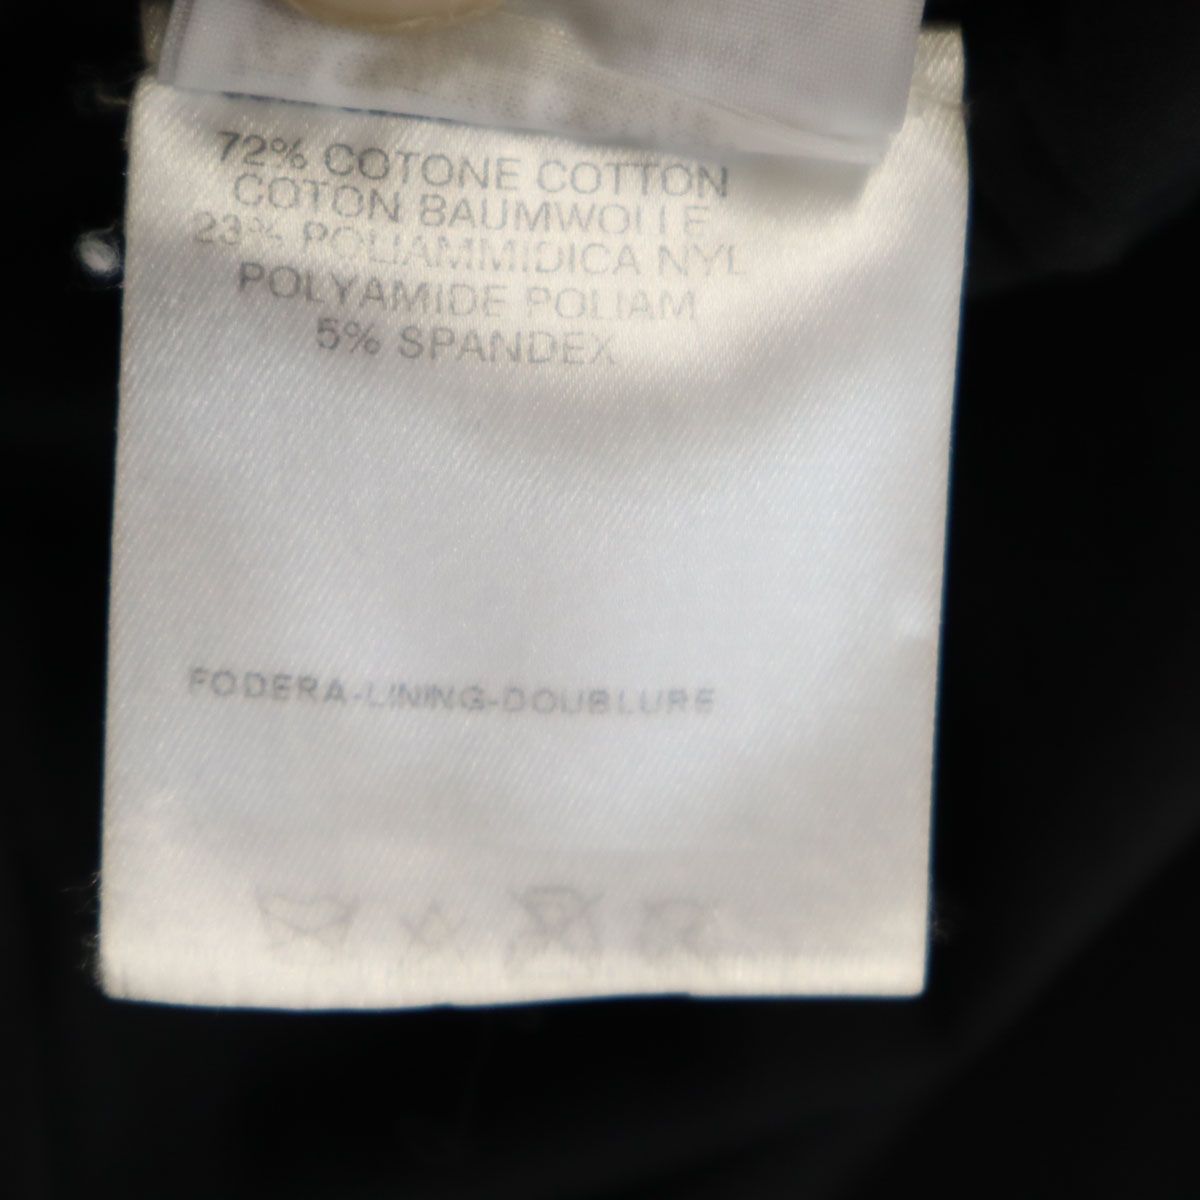 72% COTONE COTTON
COTON BAUMWOLLE
23% POLIAMMIDICA NYL
POLYAMIDE POLIAM
5% SPANDEX
FODERA-LINING-DOUBLURE